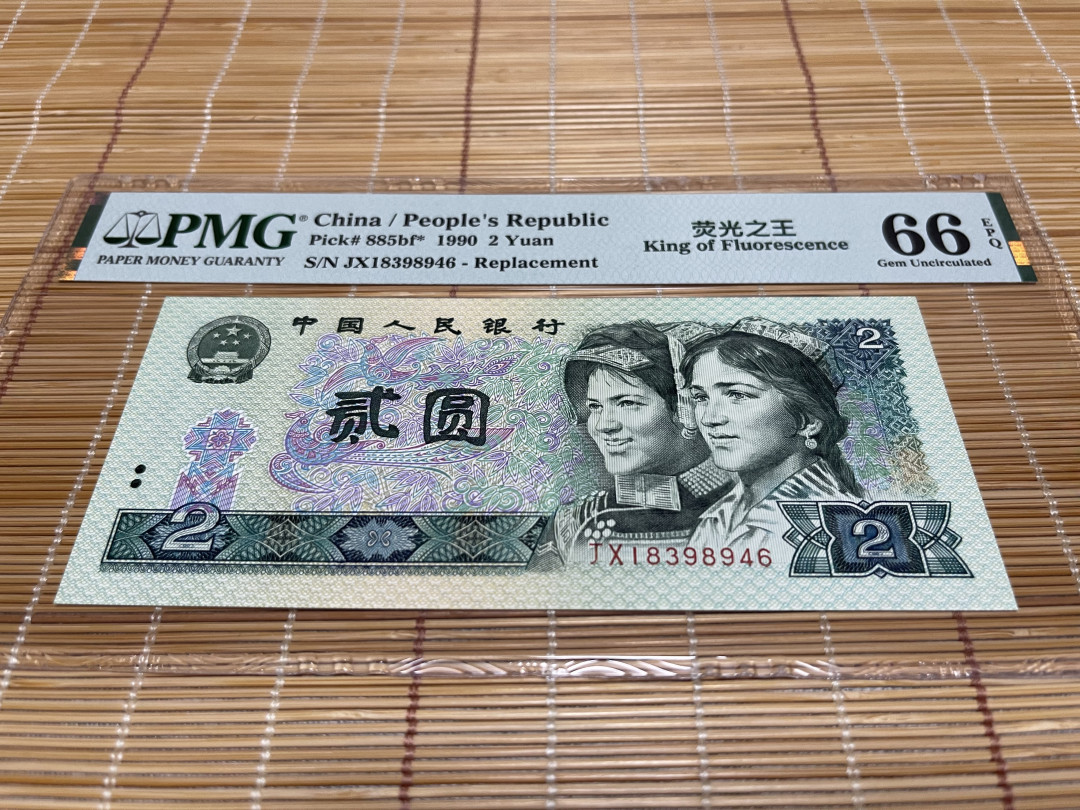 PMG®
PAPER MONEY GUARANTY
China / People's Republic
Pick# 885bf* 1990 2 Yuan
S/N JX18398946 - Replacement
荧光之王
King of Fluorescence
66
EPQ
Gem Uncirculated
中国人民银行
2
贰圆
2
2
JX18398946